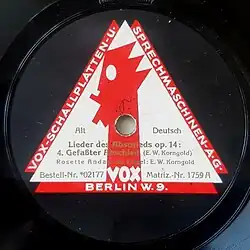 VOX-SCHALLPLATTEN-U.
SPRECHMASCHINEN-A.G.
Alt Deutsch
Lieder des Abschieds op. 14:
4. Gefaßter Abschied (E. W. Korngold)
Rosette Anday E. W. Korngold
Bestell-Nr. *02177 VOX Matriz.-Nr. 1759 A
BERLIN W. 9.